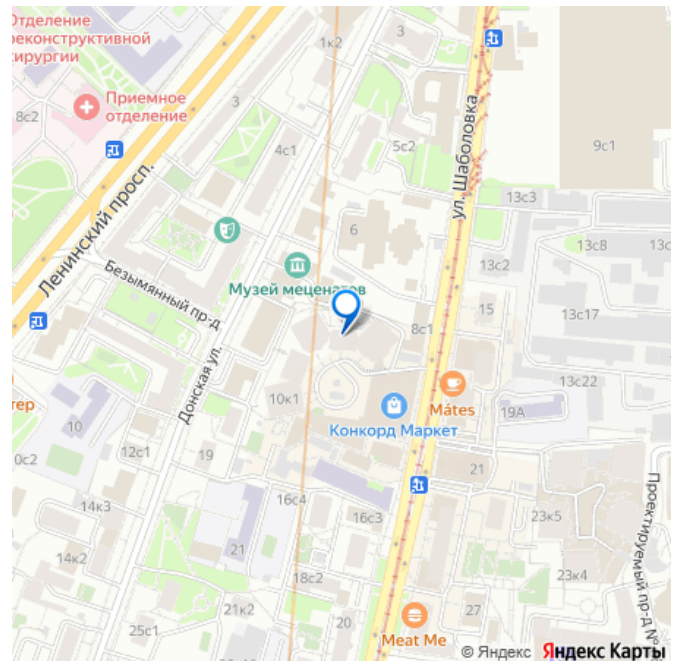 Отделение
реконструктивной
хирургии
1к2
3
8с2
Приемное
отделение
3
4с1
5с2
ул. Шаболовка
9с1
13с3
Ленинский просп.
6
13с8
13с2
Безымянный пр-д
Музей меценатов
8с1
15
13с17
Донская ул.
13с22
Mátes
10к1
19А
Конкорд Маркет
10
12с1
19
21
16с4
14к3
16с3
23к5
Проектируемый пр-д №
14к2
21
18с2
23к4
21к2
20
27
25с1
Meat Me
© Яндекс Яндекс Карты